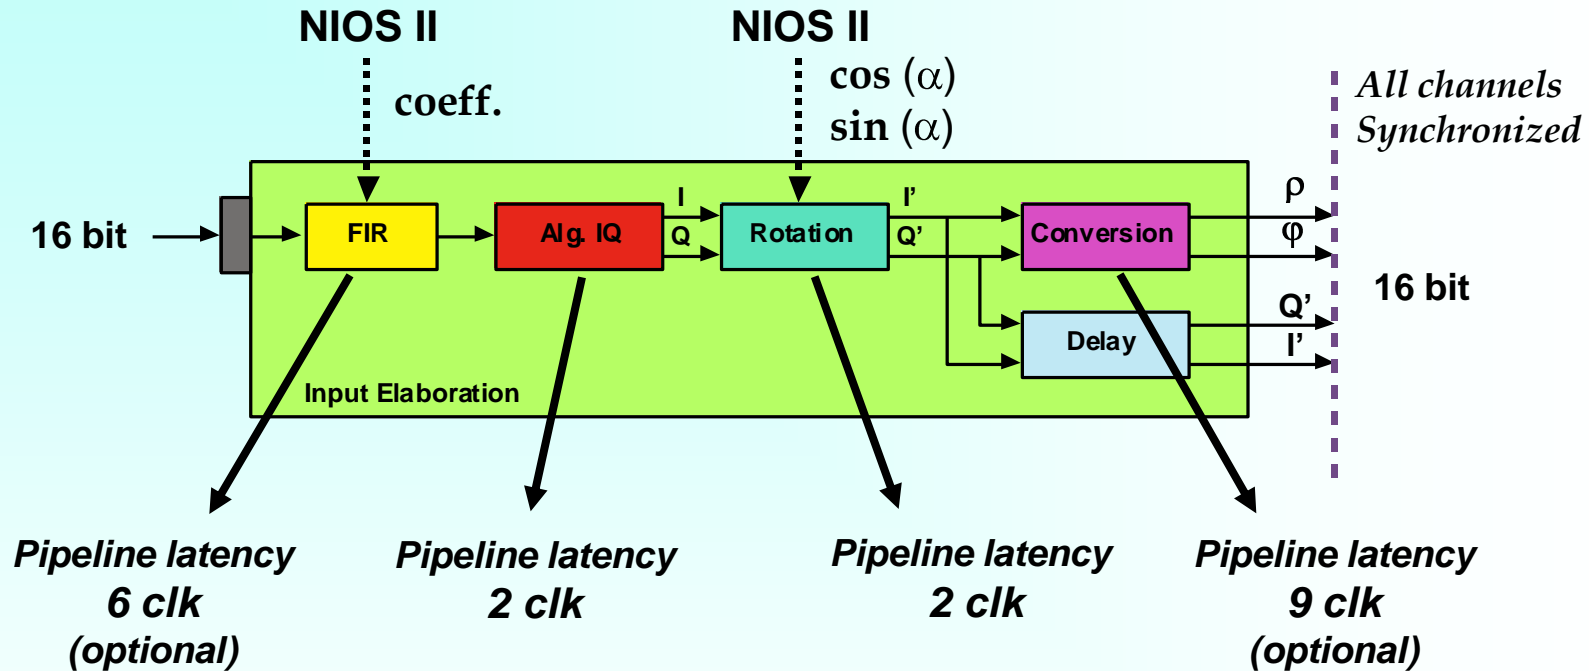 NIOS II
NIOS II
coeff.
cos (α)
sin (α)
All channels
Synchronized
16 bit
FIR
Alg. IQ
I
Q
Rotation
I’
Q’
Conversion
ρ
φ
16 bit
Delay
Q’
I’
Input Elaboration
Pipeline latency
6 clk
(optional)
Pipeline latency
2 clk
Pipeline latency
2 clk
Pipeline latency
9 clk
(optional)